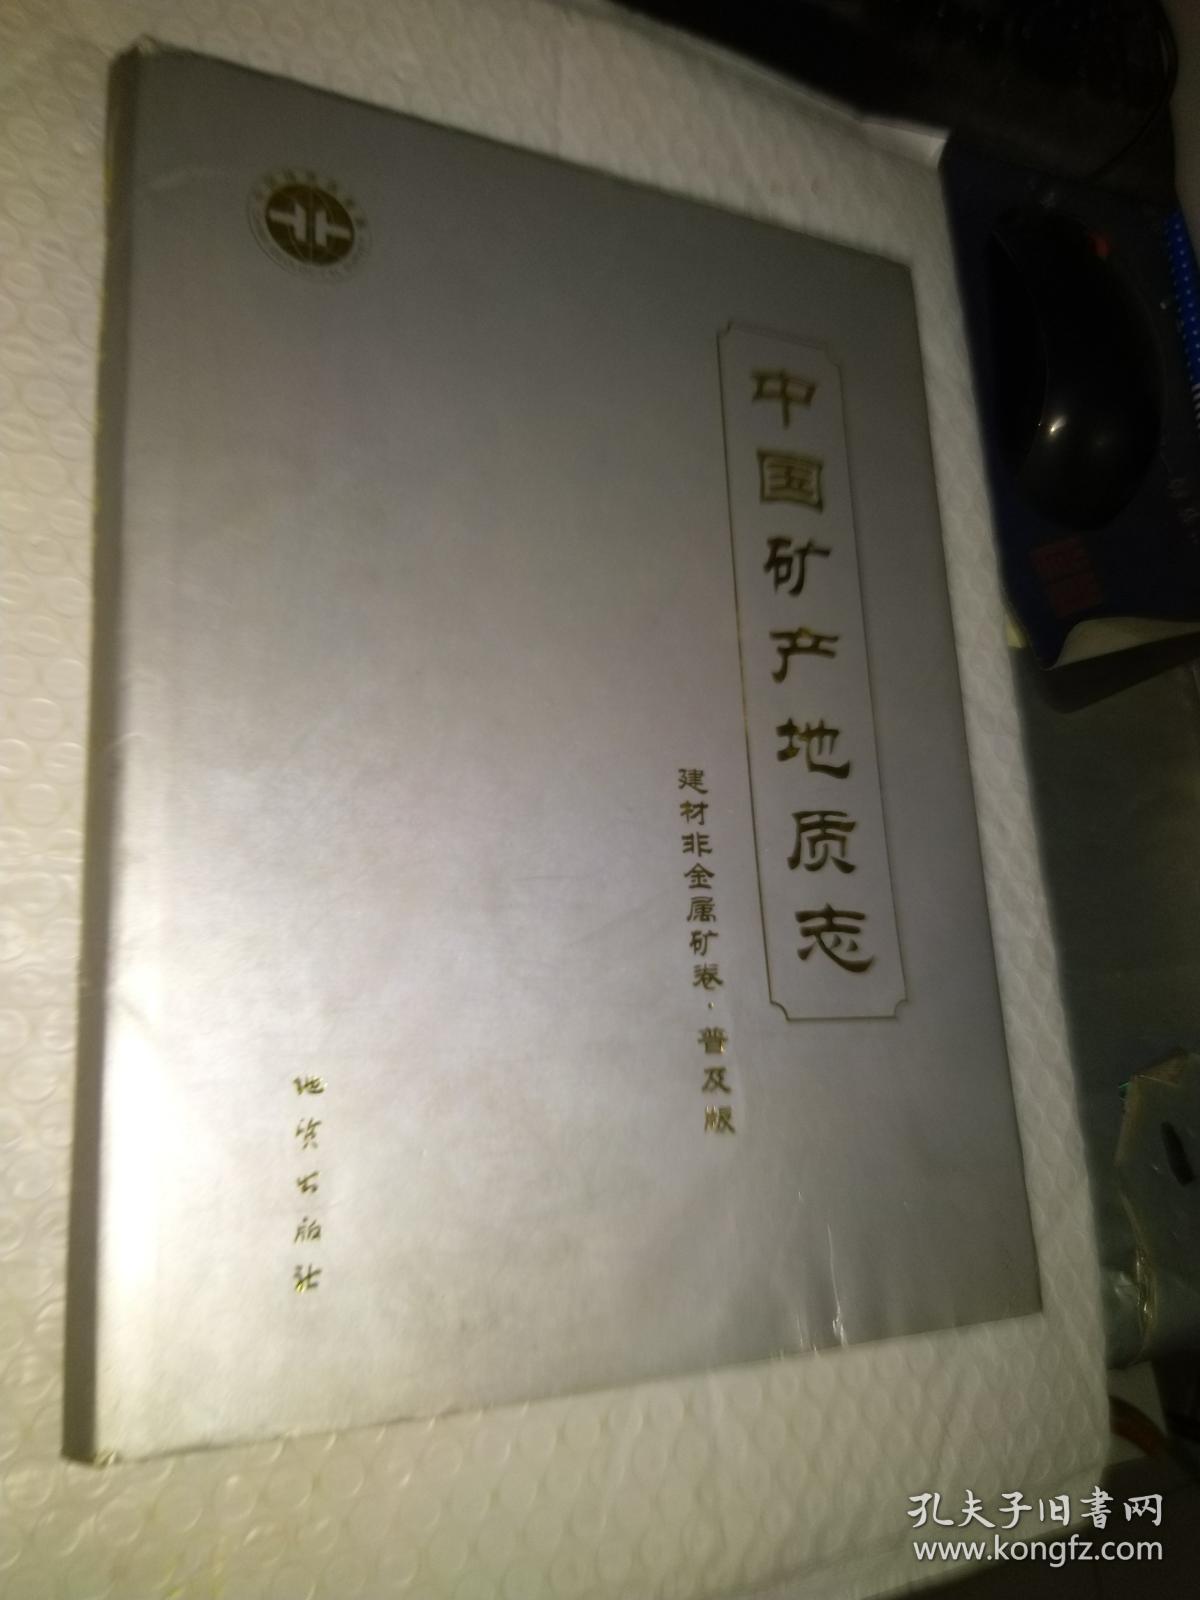 中国矿产地质志
建材非金属矿卷·普及版
地质出版社
孔夫子旧书网
www.kongfz.com